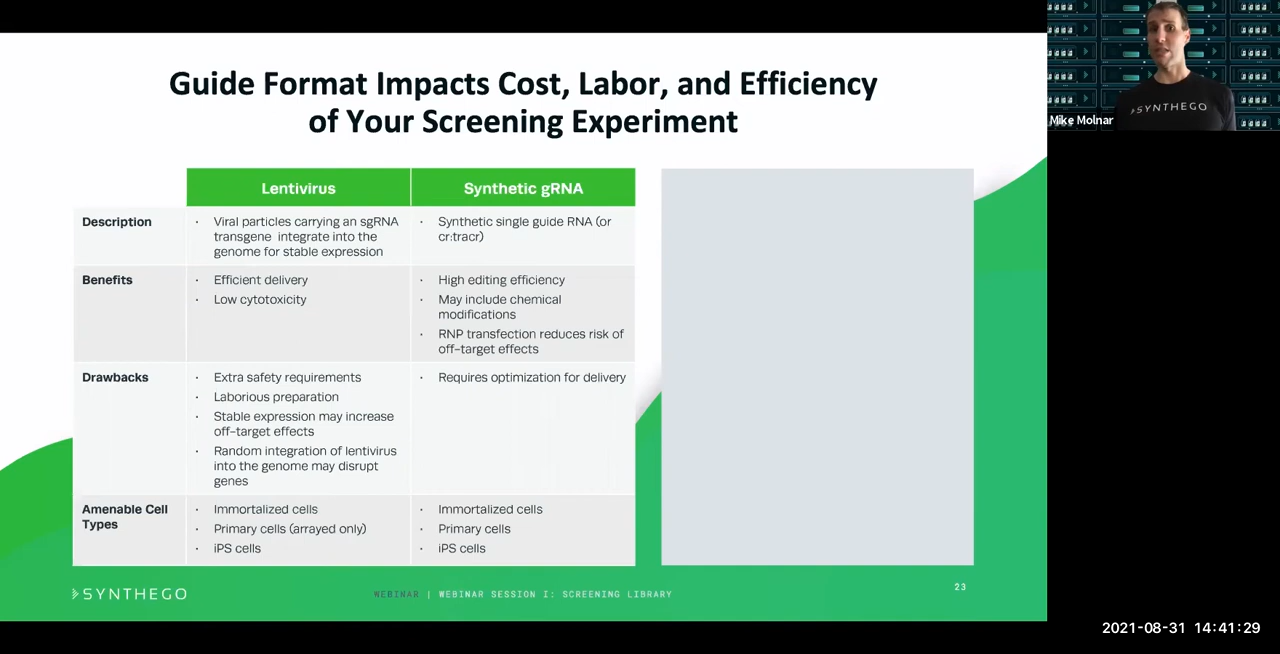 Guide Format Impacts Cost, Labor, and Efficiency
of Your Screening Experiment
Lentivirus
Synthetic gRNA
Description
· Viral particles carrying an sgRNA
transgene integrate into the
genome for stable expression
· Synthetic single guide RNA (or
cr:tracr)
Benefits
· Efficient delivery
· Low cytotoxicity
· High editing efficiency
· May include chemical
modifications
· RNP transfection reduces risk of
off-target effects
Drawbacks
· Extra safety requirements
· Laborious preparation
· Stable expression may increase
off-target effects
· Random integration of lentivirus
into the genome may disrupt
genes
· Requires optimization for delivery
Amenable Cell
Types
· Immortalized cells
· Primary cells (arrayed only)
· iPS cells
· Immortalized cells
· Primary cells
· iPS cells
SYNTHEGO
WEBINAR | WEBINAR SESSION I: SCREENING LIBRARY
23
SYNTHEGO
Mike Molnar
2021-08-31 14:41:29